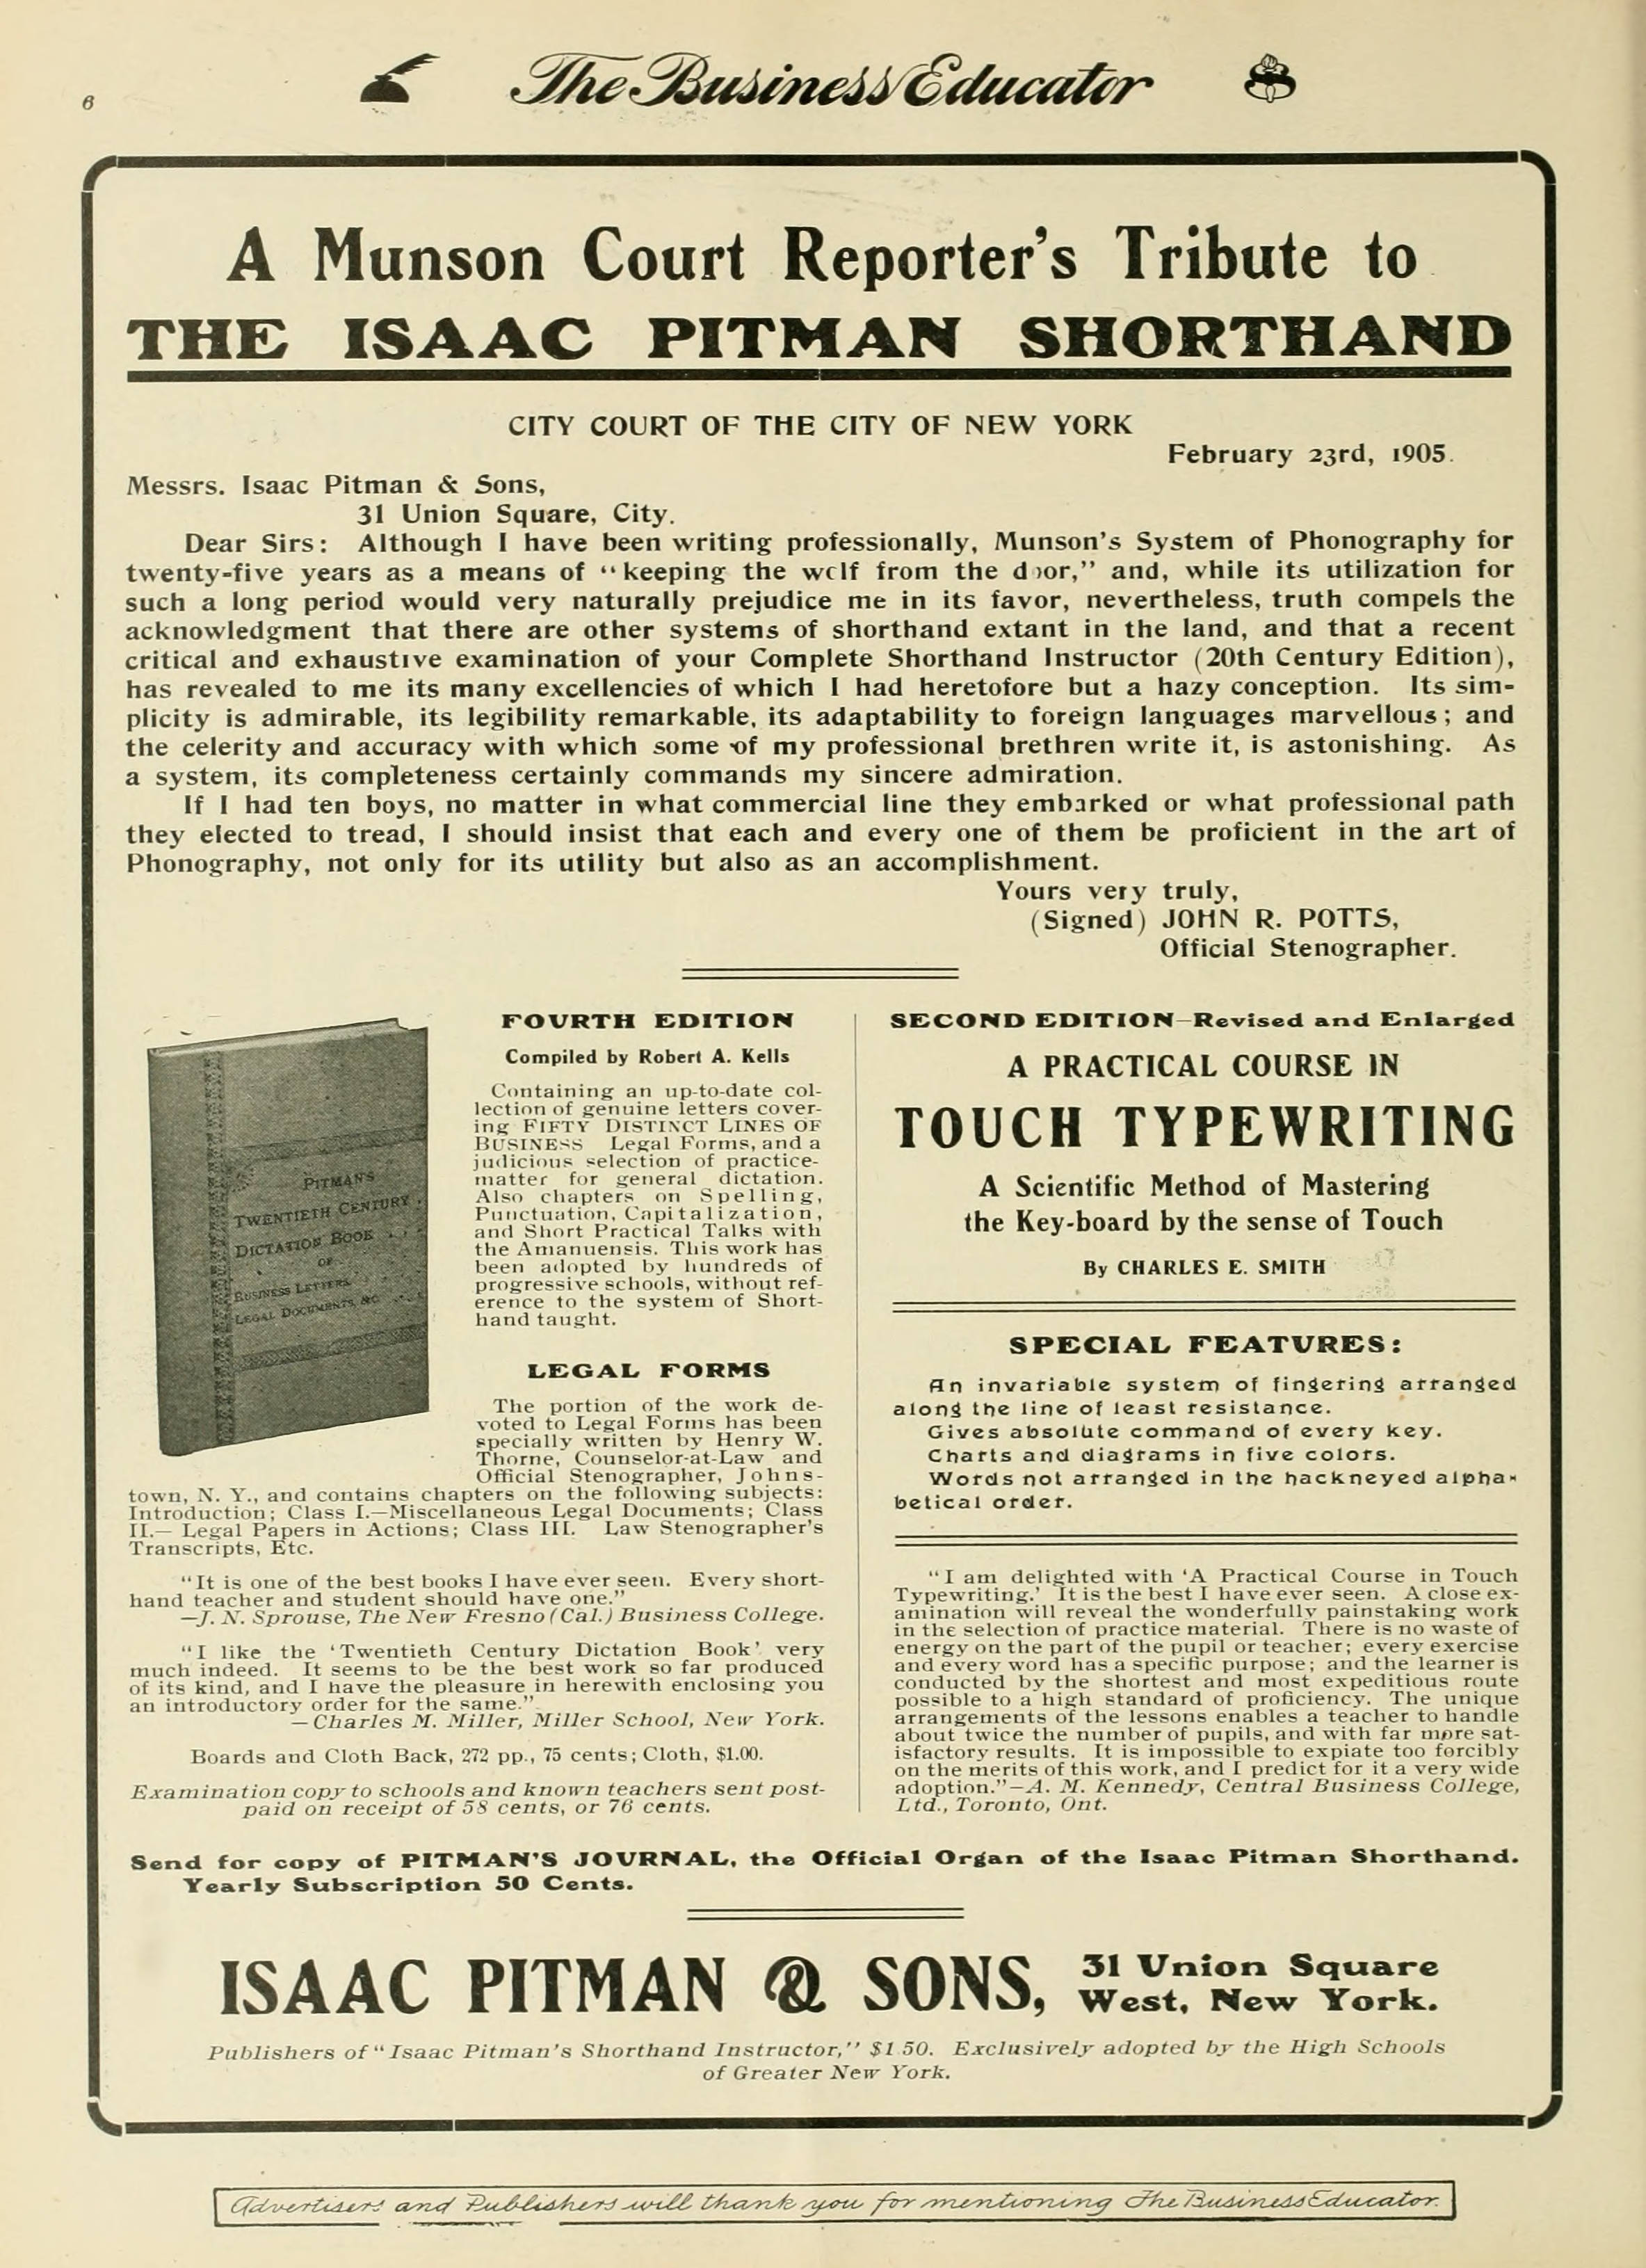 6
The Business Educator
A Munson Court Reporter's Tribute to
THE ISAAC PITMAN SHORTHAND
CITY COURT OF THE CITY OF NEW YORK
February 23rd, 1905.
Messrs. Isaac Pitman & Sons,
31 Union Square, City.
Dear Sirs: Although I have been writing professionally, Munson's System of Phonography for
twenty-five years as a means of "keeping the wolf from the door," and, while its utilization for
such a long period would very naturally prejudice me in its favor, nevertheless, truth compels the
acknowledgment that there are other systems of shorthand extant in the land, and that a recent
critical and exhaustive examination of your Complete Shorthand Instructor (20th Century Edition),
has revealed to me its many excellencies of which I had heretofore but a hazy conception. Its sim-
plicity is admirable, its legibility remarkable, its adaptability to foreign languages marvellous; and
the celerity and accuracy with which some of my professional brethren write it, is astonishing. As
a system, its completeness certainly commands my sincere admiration.
If I had ten boys, no matter in what commercial line they embarked or what professional path
they elected to tread, I should insist that each and every one of them be proficient in the art of
Phonography, not only for its utility but also as an accomplishment.
Yours very truly,
(Signed) JOHN R. POTTS,
Official Stenographer.
PITMAN'S
TWENTIETH CENTURY
DICTATION BOOK
OF
BUSINESS LETTERS
LEGAL DOCUMENTS, &C
FOURTH EDITION
Compiled by Robert A. Kells
Containing an up-to-date col-
lection of genuine letters cover-
ing FIFTY DISTINCT LINES OF
BUSINESS Legal Forms, and a
judicious selection of practice-
matter for general dictation.
Also chapters on Spelling,
Punctuation, Capitalization,
and Short Practical Talks with
the Amanuensis. This work has
been adopted by hundreds of
progressive schools, without ref-
erence to the system of Short-
hand taught.
LEGAL FORMS
The portion of the work de-
voted to Legal Forms has been
specially written by Henry W.
Thorne, Counselor-at-Law and
Official Stenographer, Johns-
town, N. Y., and contains chapters on the following subjects:
Introduction; Class I.—Miscellaneous Legal Documents; Class
II.— Legal Papers in Actions; Class III. Law Stenographer's
Transcripts, Etc.
"It is one of the best books I have ever seen. Every short-
hand teacher and student should have one."
—J. N. Sprouse, The New Fresno (Cal.) Business College.
"I like the 'Twentieth Century Dictation Book' very
much indeed. It seems to be the best work so far produced
of its kind, and I have the pleasure in herewith enclosing you
an introductory order for the same."
—Charles M. Miller, Miller School, New York.
Boards and Cloth Back, 272 pp., 75 cents; Cloth, $1.00.
Examination copy to schools and known teachers sent post-
paid on receipt of 58 cents, or 76 cents.
SECOND EDITION—Revised and Enlarged
A PRACTICAL COURSE IN
TOUCH TYPEWRITING
A Scientific Method of Mastering
the Key-board by the sense of Touch
By CHARLES E. SMITH
SPECIAL FEATURES:
An invariable system of fingering arranged
along the line of least resistance.
Gives absolute command of every key.
Charts and diagrams in five colors.
Words not arranged in the hackneyed alpha-
betical order.
"I am delighted with 'A Practical Course in Touch
Typewriting.' It is the best I have ever seen. A close ex-
amination will reveal the wonderfully painstaking work
in the selection of practice material. There is no waste of
energy on the part of the pupil or teacher; every exercise
and every word has a specific purpose; and the learner is
conducted by the shortest and most expeditious route
possible to a high standard of proficiency. The unique
arrangements of the lessons enables a teacher to handle
about twice the number of pupils, and with far more sat-
isfactory results. It is impossible to expiate too forcibly
on the merits of this work, and I predict for it a very wide
adoption."—A. M. Kennedy, Central Business College,
Ltd., Toronto, Ont.
Send for copy of PITMAN'S JOURNAL, the Official Organ of the Isaac Pitman Shorthand.
Yearly Subscription 50 Cents.
ISAAC PITMAN & SONS,
31 Union Square
West, New York.
Publishers of "Isaac Pitman's Shorthand Instructor," $1.50. Exclusively adopted by the High Schools
of Greater New York.
Advertisers and Publishers will thank you for mentioning The Business Educator.